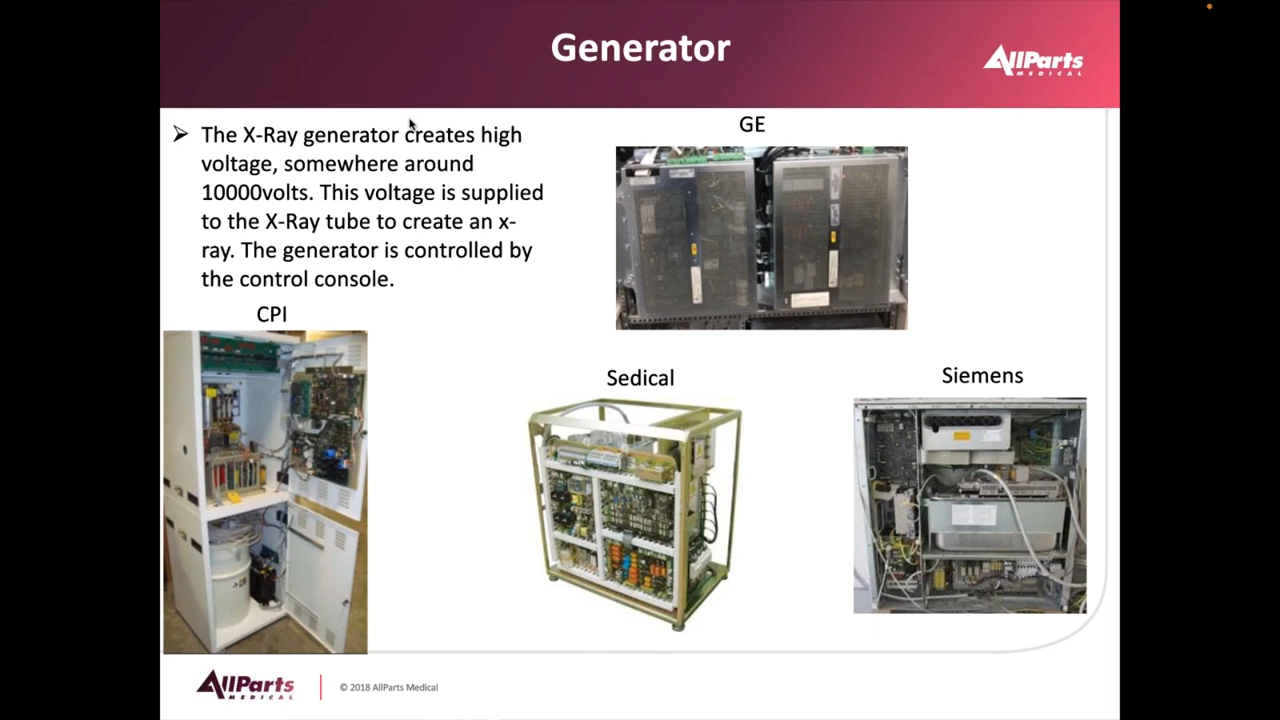 Generator
AllParts
MEDICAL
➢ The X-Ray generator creates high
voltage, somewhere around
10000volts. This voltage is supplied
to the X-Ray tube to create an x-
ray. The generator is controlled by
the control console.
GE
CPI
Sedical
Siemens
AllParts
MEDICAL
© 2018 AllParts Medical